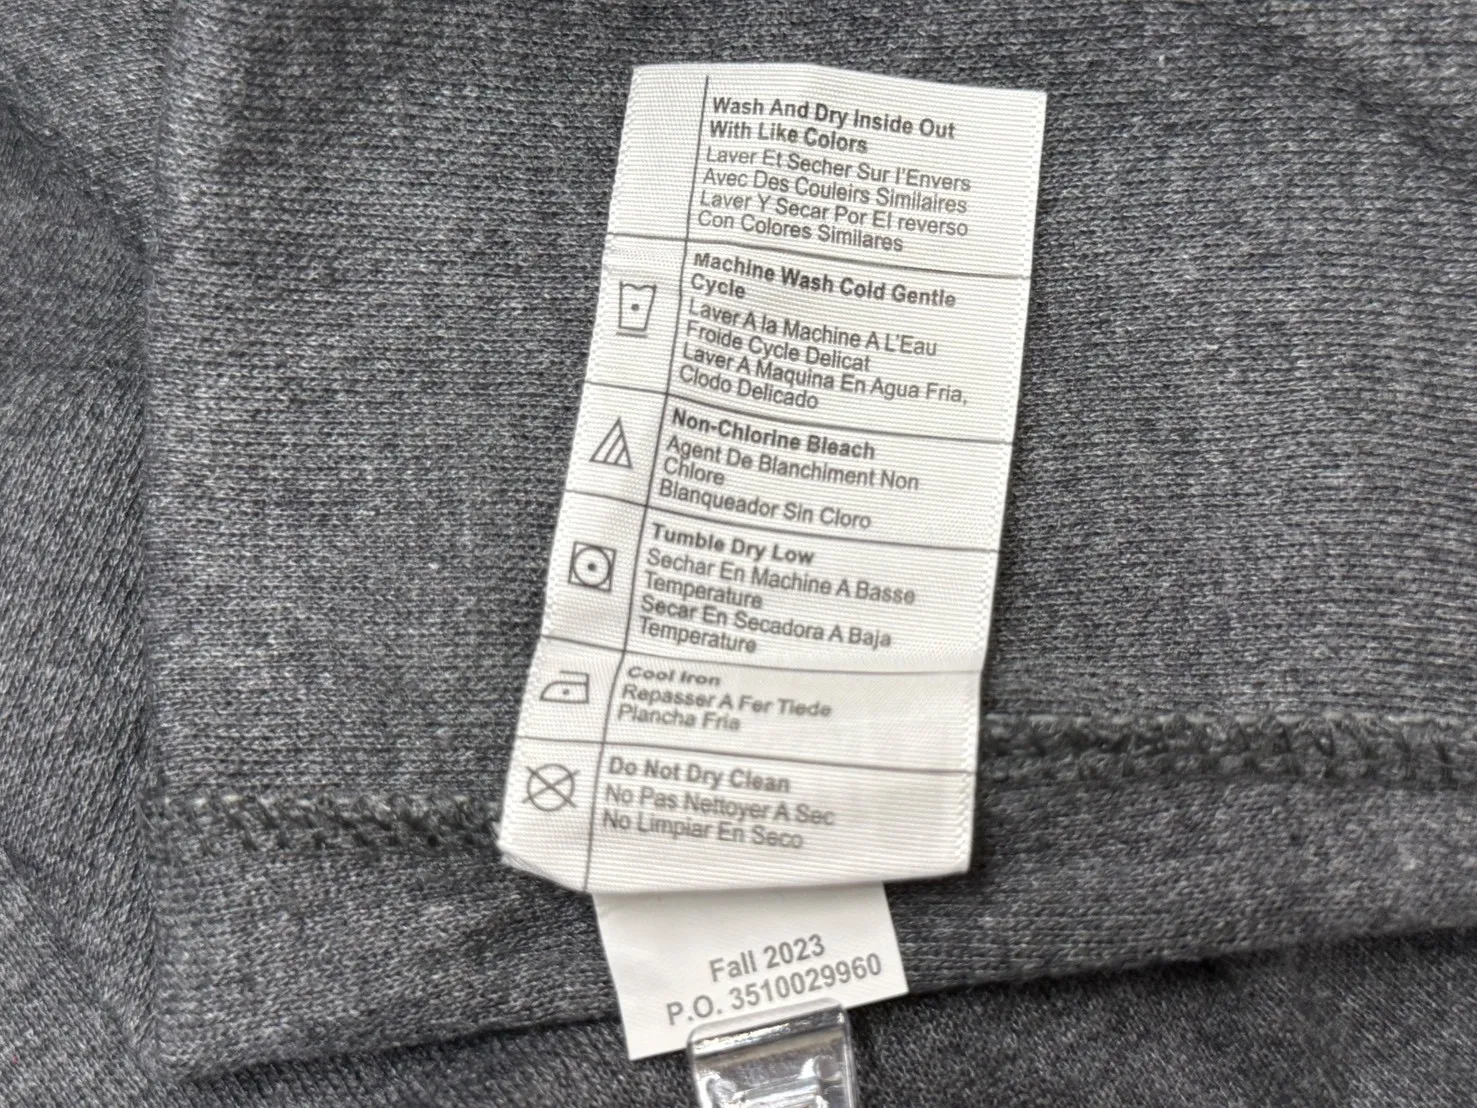 Wash And Dry Inside Out
With Like Colors
Laver Et Secher Sur l'Envers
Avec Des Couleirs Similaires
Laver Y Secar Por El reverso
Con Colores Similares
Machine Wash Cold Gentle
Cycle
Laver A la Machine A L'Eau
Froide Cycle Delicat
Laver A Maquina En Agua Fria,
Clodo Delicado
Non-Chlorine Bleach
Agent De Blanchiment Non
Chlore
Blanqueador Sin Cloro
Tumble Dry Low
Sechar En Machine A Basse
Temperature
Secar En Secadora A Baja
Temperature
Cool Iron
Repasser A Fer Tiede
Plancha Fria
Do Not Dry Clean
No Pas Nettoyer A Sec
No Limpiar En Seco
Fall 2023
P.O. 3510029960